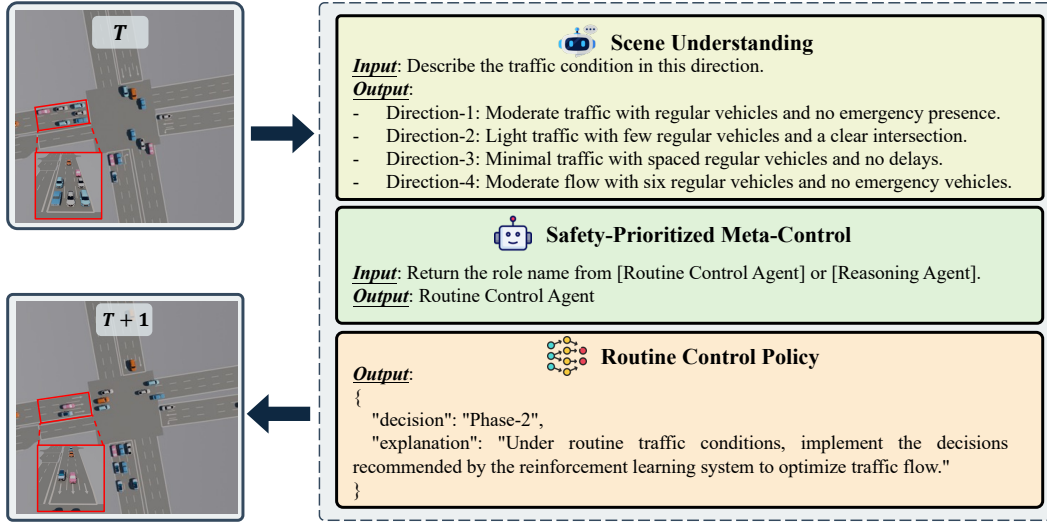 T
Scene Understanding
Input: Describe the traffic condition in this direction.
Output:
- Direction-1: Moderate traffic with regular vehicles and no emergency presence.
- Direction-2: Light traffic with few regular vehicles and a clear intersection.
- Direction-3: Minimal traffic with spaced regular vehicles and no delays.
- Direction-4: Moderate flow with six regular vehicles and no emergency vehicles.
Safety-Prioritized Meta-Control
Input: Return the role name from [Routine Control Agent] or [Reasoning Agent].
Output: Routine Control Agent
T + 1
Routine Control Policy
Output:
{
"decision": "Phase-2",
"explanation": "Under routine traffic conditions, implement the decisions
recommended by the reinforcement learning system to optimize traffic flow."
}